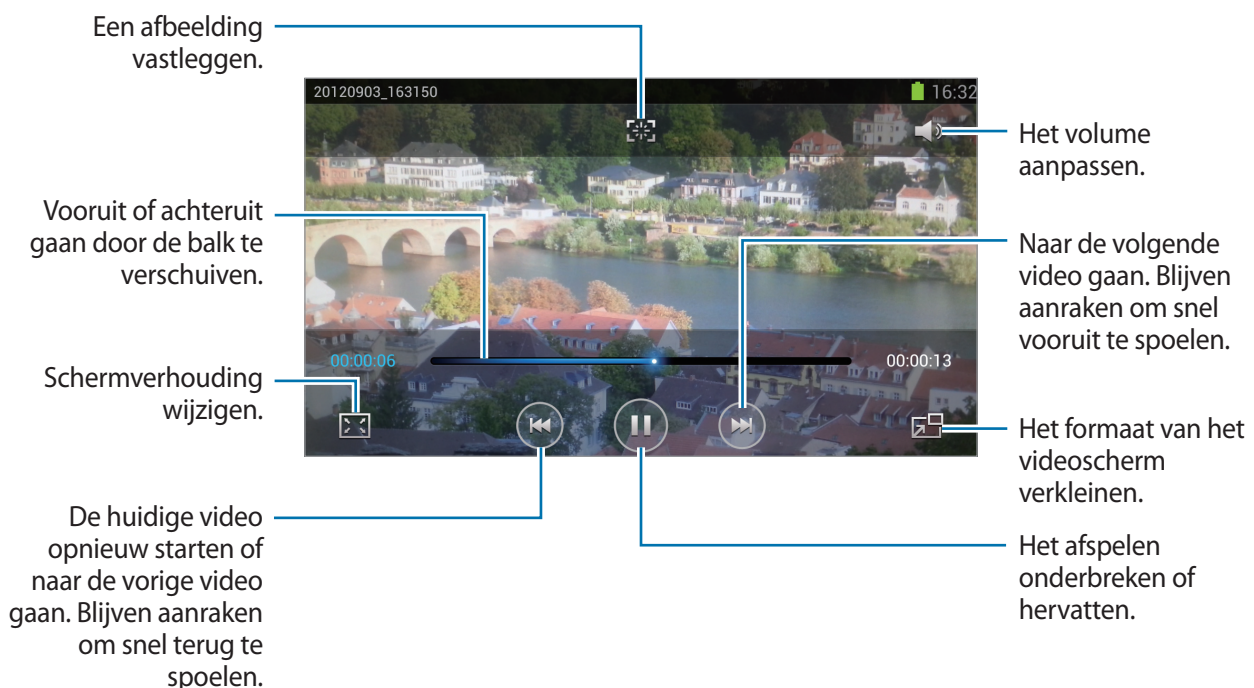 Een afbeelding
vastleggen.
20120903_163150
16:32
Het volume
aanpassen.
Vooruit of achteruit
gaan door de balk te
verschuiven.
Naar de volgende
video gaan. Blijven
aanraken om snel
vooruit te spoelen.
00:00:06
00:00:13
Schermverhouding
wijzigen.
Het formaat van het
videoscherm
verkleinen.
De huidige video
opnieuw starten of
naar de vorige video
gaan. Blijven aanraken
om snel terug te
spoelen.
Het afspelen
onderbreken of
hervatten.